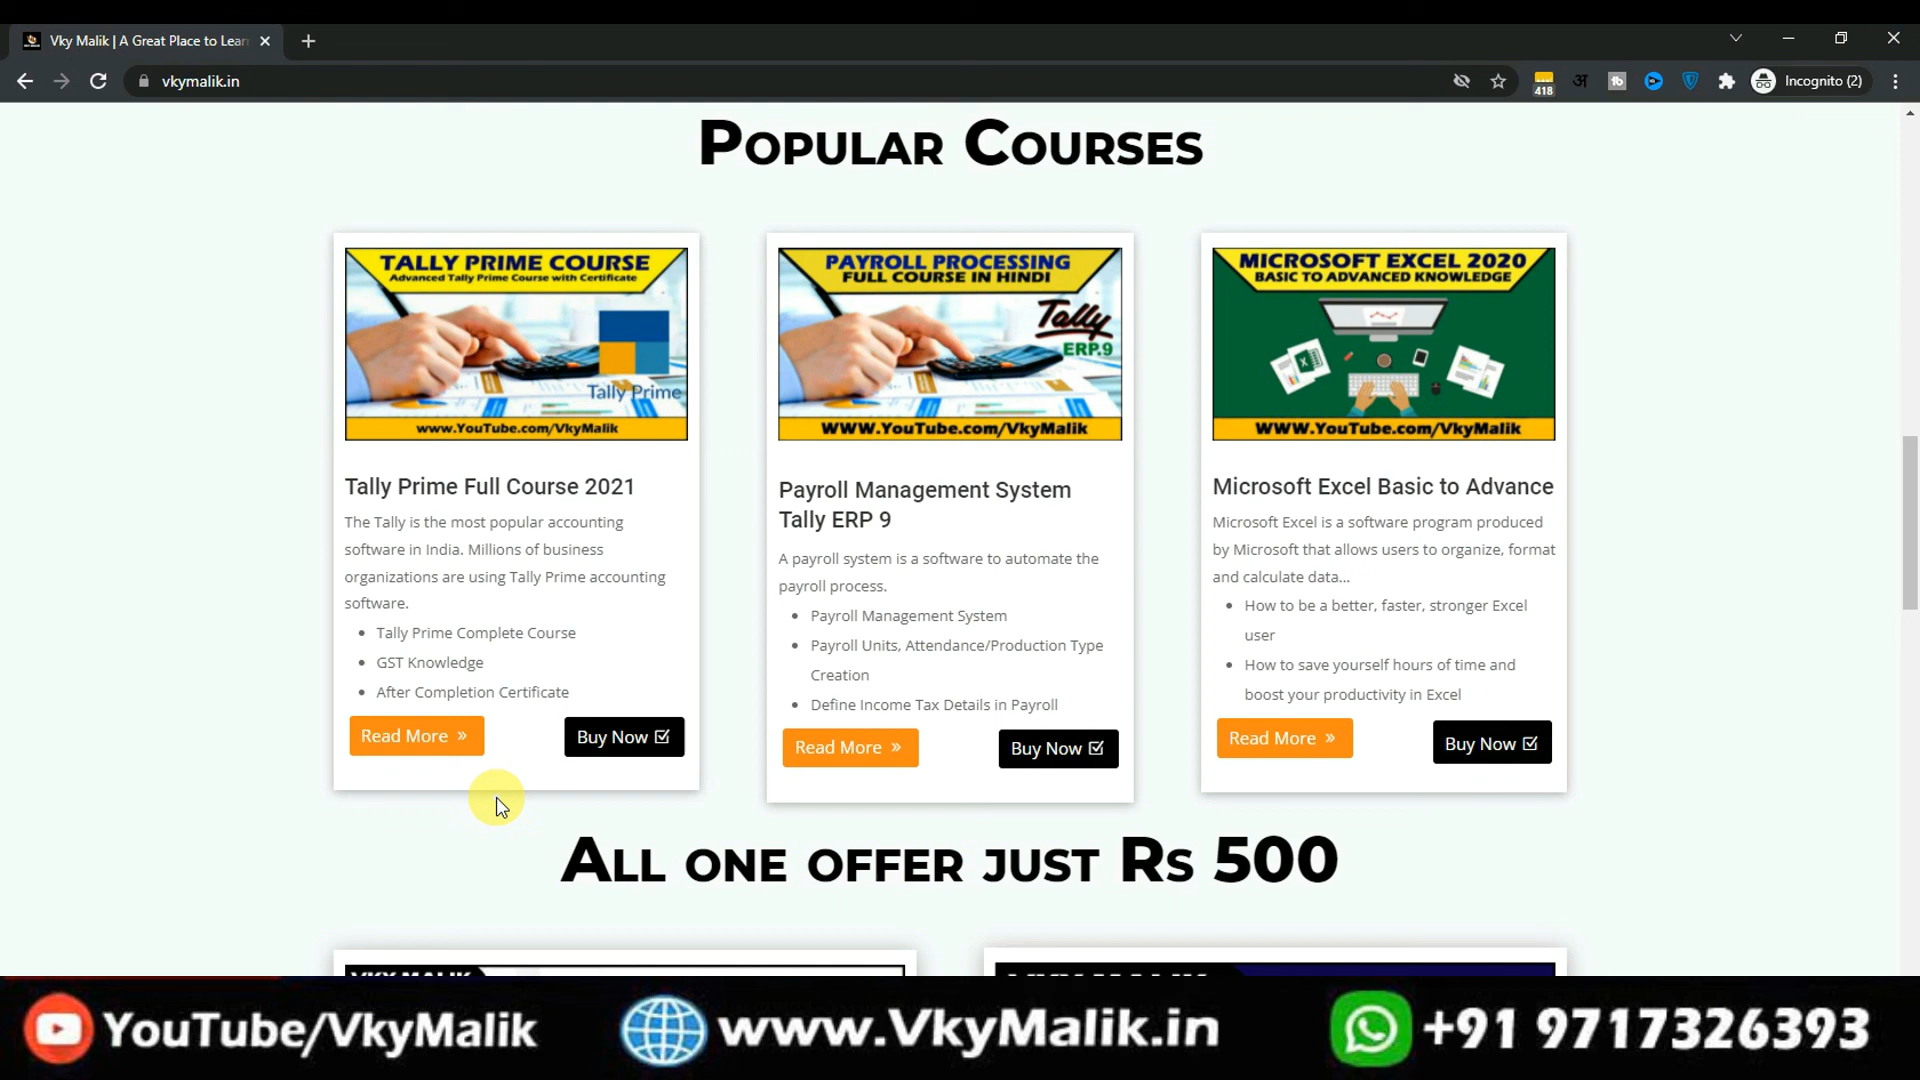 Vky Malik | A Great Place to Lear
vkymalik.in
418
अ
tb
Incognito (2)
Popular Courses
TALLY PRIME COURSE
Advanced Tally Prime Course with Certificate
Tally Prime
www.YouTube.com/VkyMalik
Tally Prime Full Course 2021
The Tally is the most popular accounting
software in India. Millions of business
organizations are using Tally Prime accounting
software.
• Tally Prime Complete Course
• GST Knowledge
• After Completion Certificate
Read More »
Buy Now
PAYROLL PROCESSING
FULL COURSE IN HINDI
Tally
ERP.9
WWW.YouTube.com/VkyMalik
Payroll Management System
Tally ERP 9
A payroll system is a software to automate the
payroll process.
• Payroll Management System
• Payroll Units, Attendance/Production Type
Creation
• Define Income Tax Details in Payroll
Read More »
Buy Now
MICROSOFT EXCEL 2020
BASIC TO ADVANCED KNOWLEDGE
WWW.YouTube.com/VkyMalik
Microsoft Excel Basic to Advance
Microsoft Excel is a software program produced
by Microsoft that allows users to organize, format
and calculate data...
• How to be a better, faster, stronger Excel
user
• How to save yourself hours of time and
boost your productivity in Excel
Read More »
Buy Now
All one offer just Rs 500
VKY MALIK
VKY MALIK
YouTube/VkyMalik
www.VkyMalik.in
+91 9717326393